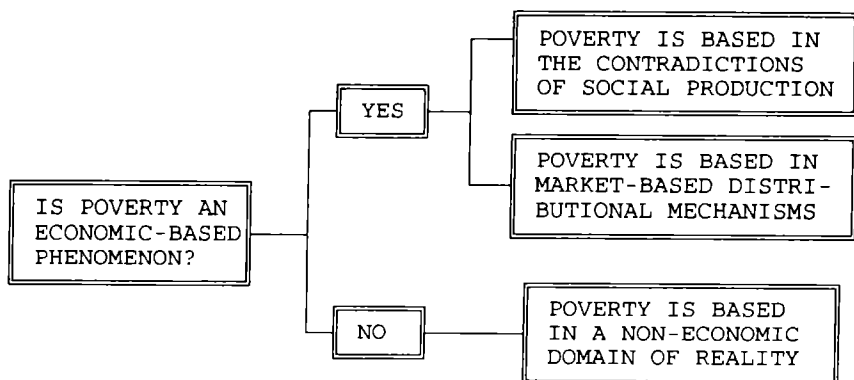 POVERTY IS BASED IN
THE CONTRADICTIONS
OF SOCIAL PRODUCTION
YES
POVERTY IS BASED IN
MARKET-BASED DISTRI-
BUTIONAL MECHANISMS
IS POVERTY AN
ECONOMIC-BASED
PHENOMENON?
NO
POVERTY IS BASED
IN A NON-ECONOMIC
DOMAIN OF REALITY